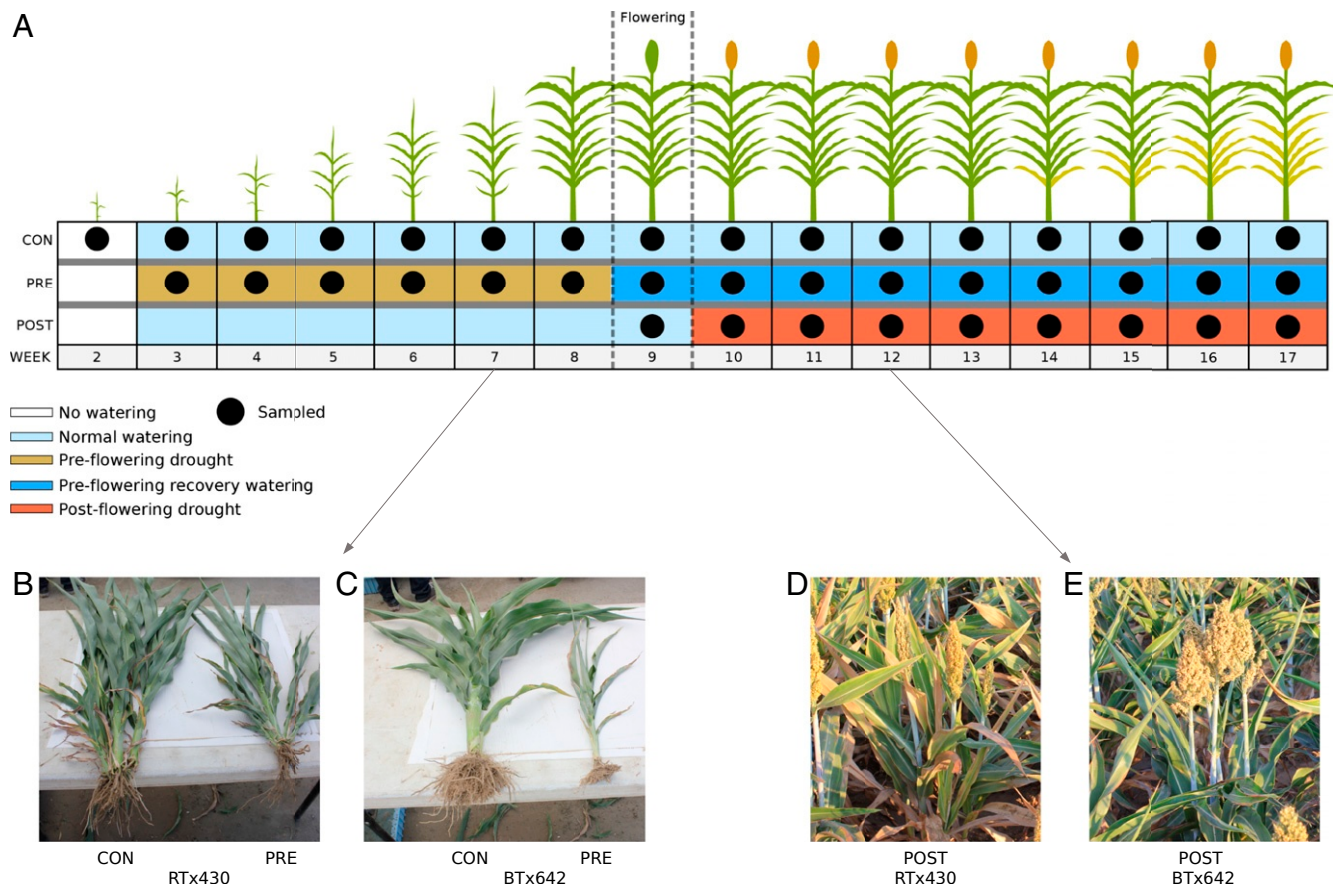 A
Flowering
CON
PRE
POST
WEEK 2 3 4 5 6 7 8 9 10 11 12 13 14 15 16 17
No watering
Sampled
Normal watering
Pre-flowering drought
Pre-flowering recovery watering
Post-flowering drought
B
C
D
E
CON PRE
RTx430
CON PRE
BTx642
POST
RTx430
POST
BTx642